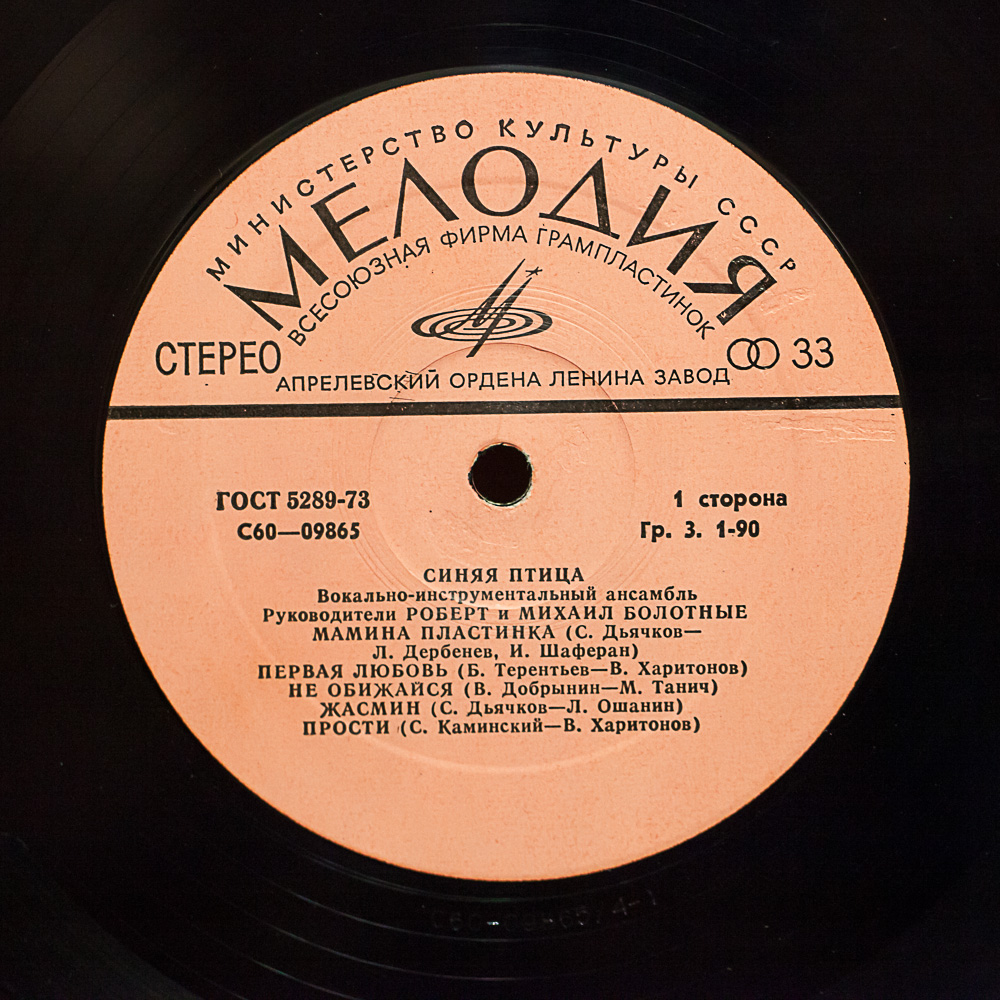 МИНИСТЕРСТВО КУЛЬТУРЫ СССР
МЕЛОДИЯ
ВСЕСОЮЗНАЯ ФИРМА ГРАМПЛАСТИНОК
СТЕРЕО
33
АПРЕЛЕВСКИЙ ОРДЕНА ЛЕНИНА ЗАВОД
ГОСТ 5289-73
1 сторона
С60—09865
Гр. 3. 1-90
СИНЯЯ ПТИЦА
Вокально-инструментальный ансамбль
Руководители РОБЕРТ и МИХАИЛ БОЛОТНЫЕ
МАМИНА ПЛАСТИНКА (С. Дьячков—
Л. Дербенев, И. Шаферан)
ПЕРВАЯ ЛЮБОВЬ (Б. Терентьев—В. Харитонов)
НЕ ОБИЖАЙСЯ (В. Добрынин—М. Танич)
ЖАСМИН (С. Дьячков—Л. Ошанин)
ПРОСТИ (С. Каминский—В. Харитонов)